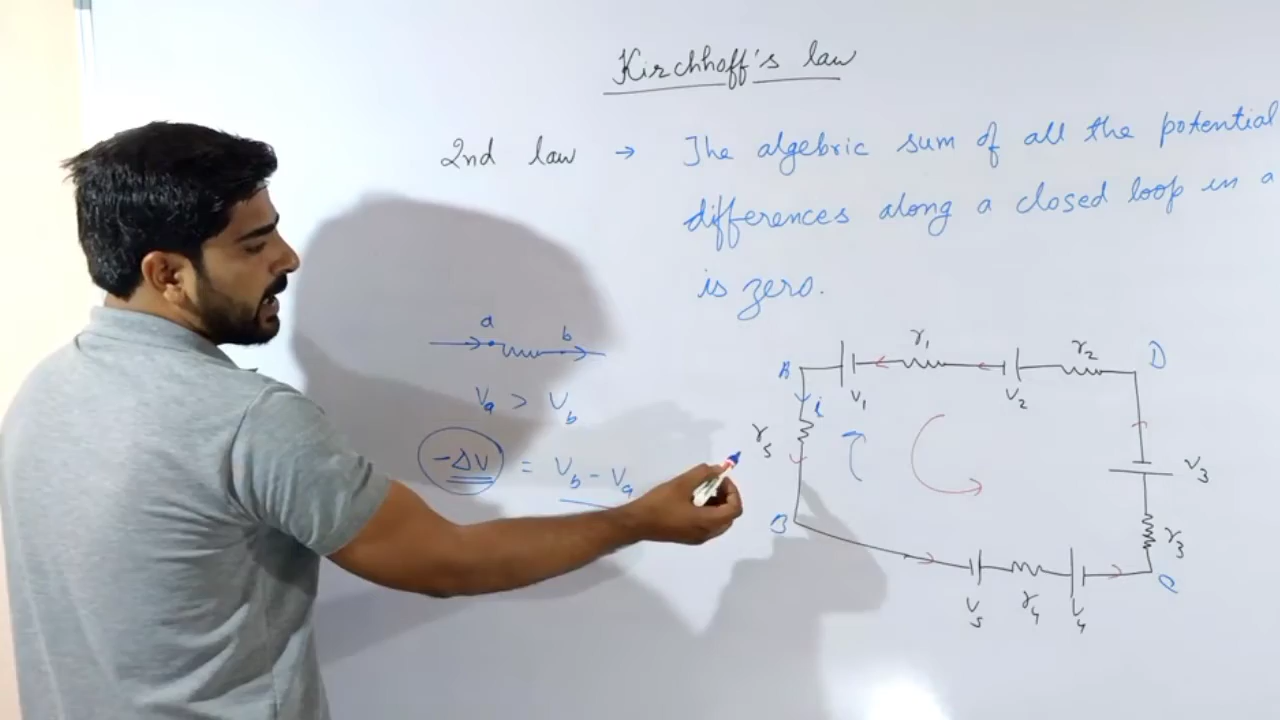 Kirchhoff's law
2nd law → The algebric sum of all the potential
differences along a closed loop in a
is zero.
a
b
Va > Vb
-ΔV = Vb - Va
r1
r2
D
V1
V2
i
r5
V3
B
r3
V5
r4
V4